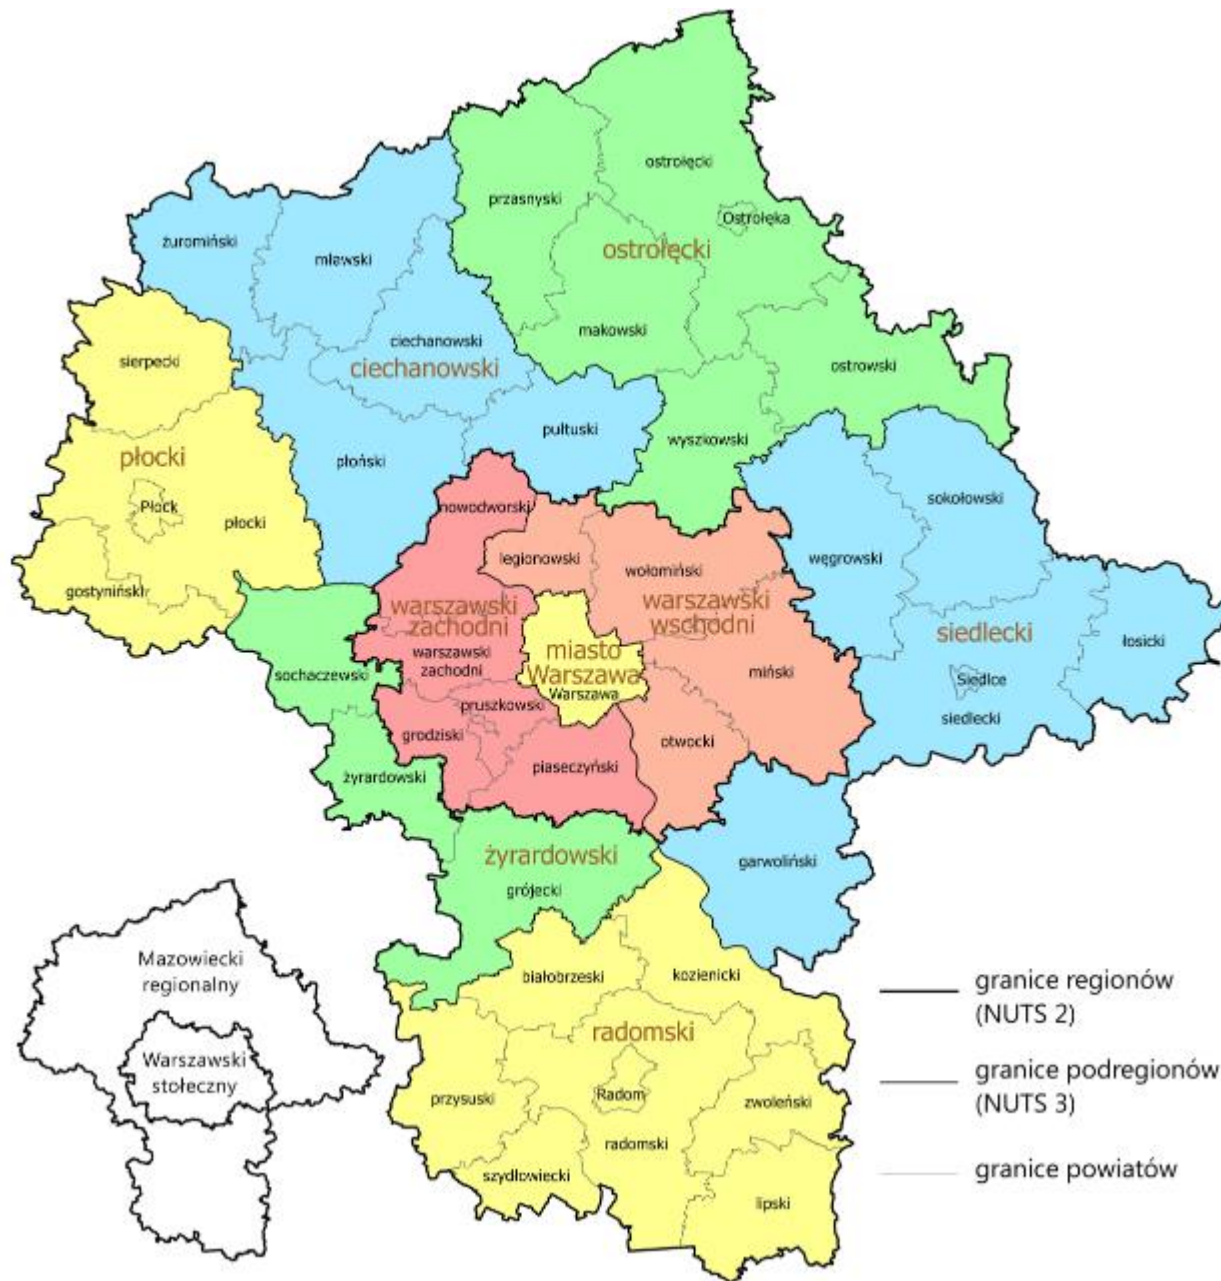 ostrołęcki
przasnyski
Ostrołęka
żuromiński
ostrołęcki
mławski
makowski
ciechanowski
sierpecki
ciechanowski
ostrowski
pułtuski
wyszkowski
płocki
płoński
sokołowski
Płock
nowodworski
płocki
legionowski
węgrowski
wołomiński
gostyniński
warszawski
zachodni
warszawski
wschodni
siedlecki
łosicki
miasto
Warszawa
Warszawa
warszawski
zachodni
sochaczewski
miński
Siedlce
pruszkowski
siedlecki
grodziski
otwocki
piaseczyński
żyrardowski
żyrardowski
garwoliński
grójecki
Mazowiecki
regionalny
białobrzeski
kozienicki
granice regionów
(NUTS 2)
radomski
Warszawski
stołeczny
granice podregionów
(NUTS 3)
Radom
przysuski
zwoleński
radomski
szydłowiecki
granice powiatów
lipski